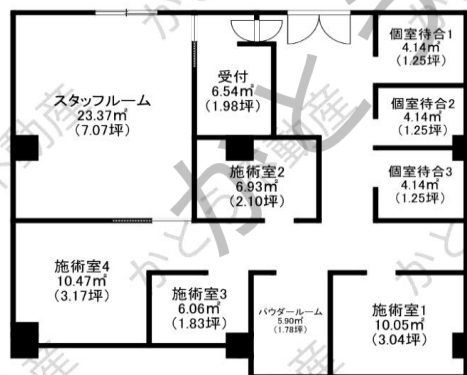 個室待合1
4.14㎡
(1.25坪)
受付
6.54㎡
(1.98坪)
スタッフルーム
23.37㎡
(7.07坪)
個室待合2
4.14㎡
(1.25坪)
施術室2
6.93㎡
(2.10坪)
個室待合3
4.14㎡
(1.25坪)
施術室4
10.47㎡
(3.17坪)
施術室3
6.06㎡
(1.83坪)
パウダールーム
5.90㎡
(1.78坪)
施術室1
10.05㎡
(3.04坪)